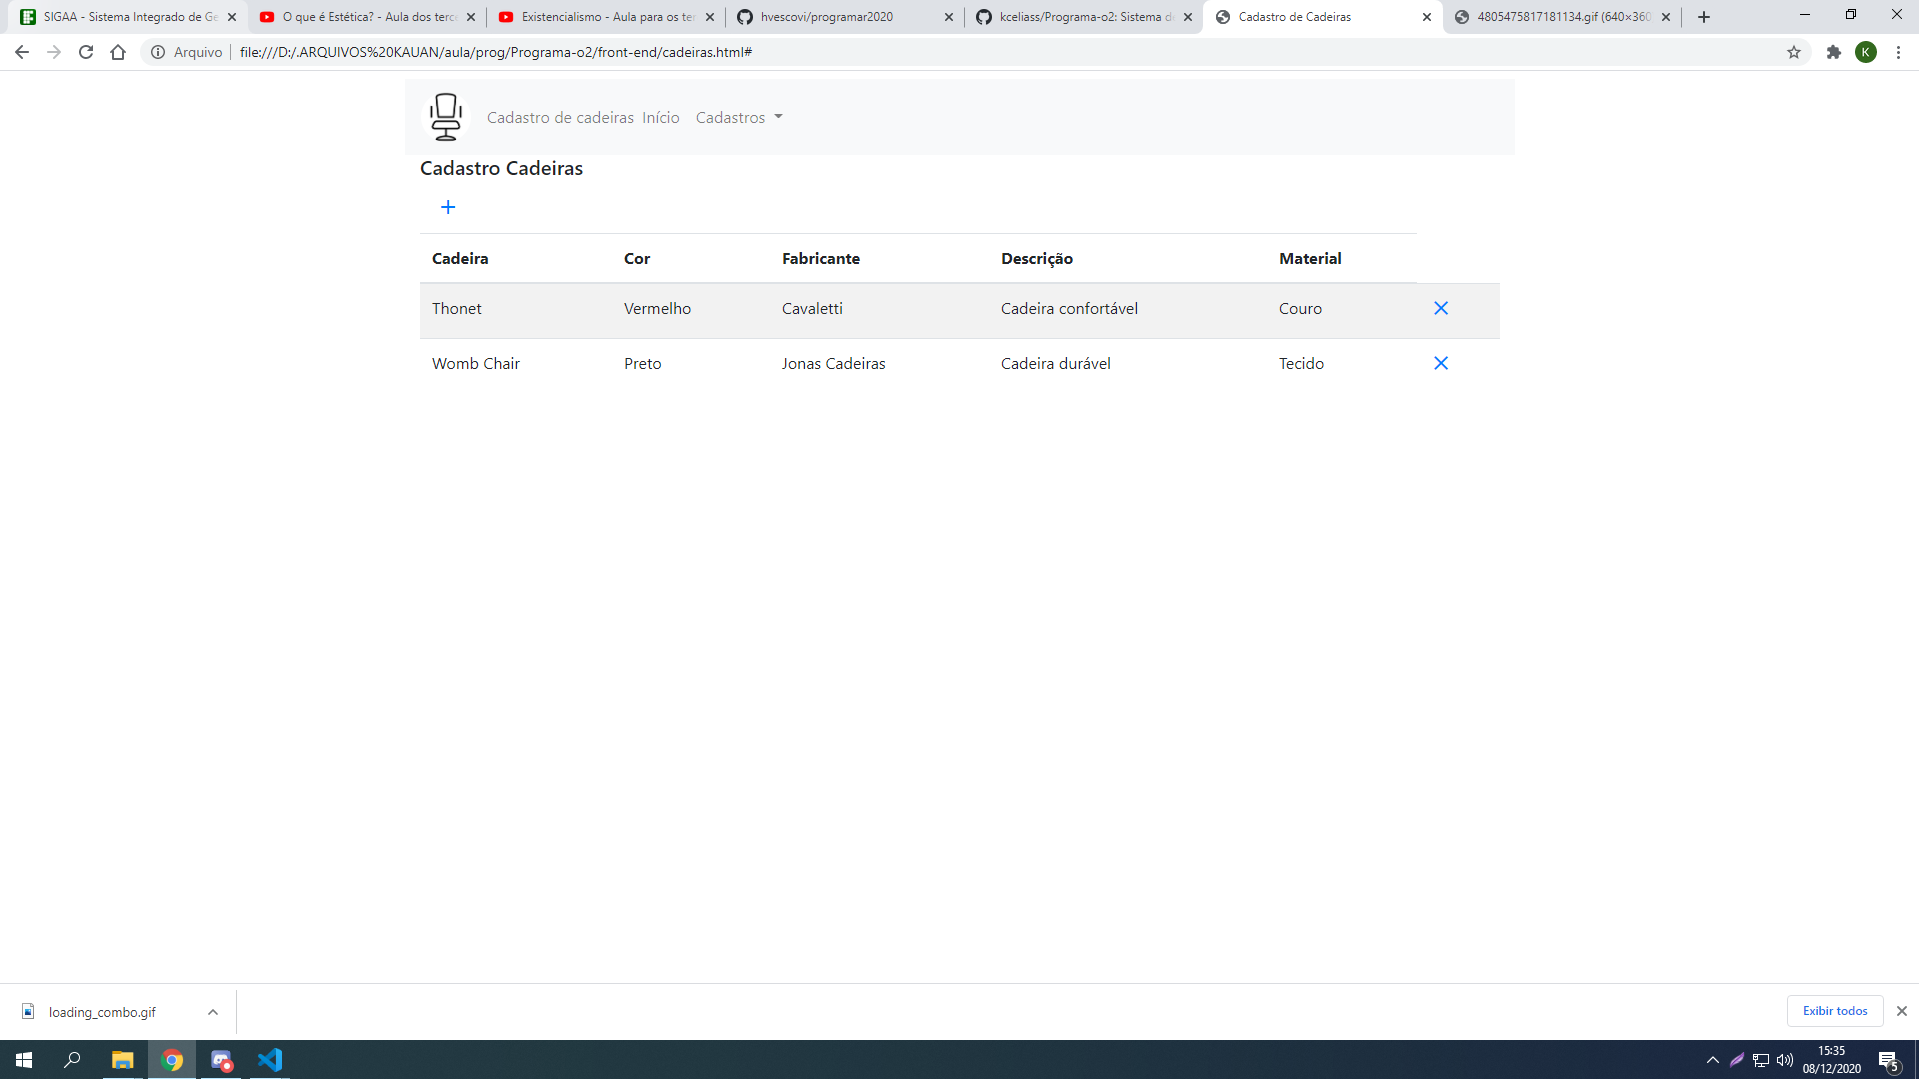 SIGAA - Sistema Integrado de Ge
O que é Estética? - Aula dos terce
Existencialismo - Aula para os ter
hvescovi/programar2020
kceliass/Programa-o2: Sistema d
Cadastro de Cadeiras
4805475817181134.gif (640×360
Arquivo file:///D:/.ARQUIVOS%20KAUAN/aula/prog/Programa-o2/front-end/cadeiras.html#
K
Cadastro de cadeiras Início Cadastros
Cadastro Cadeiras
+
Cadeira Cor Fabricante Descrição Material
Thonet Vermelho Cavaletti Cadeira confortável Couro
Womb Chair Preto Jonas Cadeiras Cadeira durável Tecido
loading_combo.gif
Exibir todos
15:35
08/12/2020
5